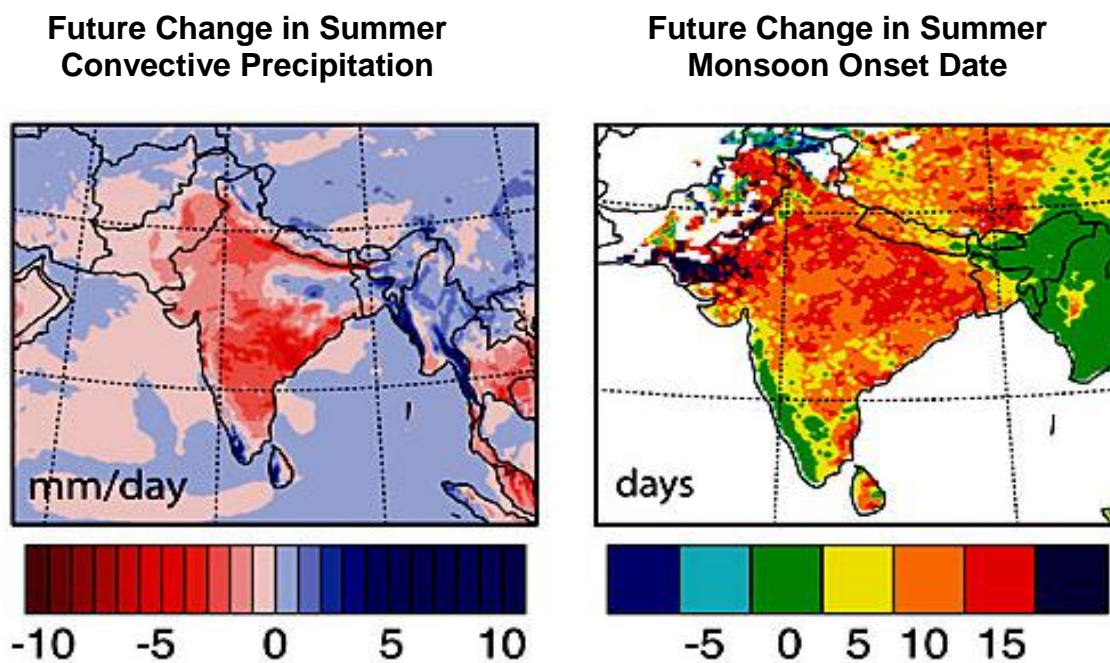 Future Change in Summer
Convective Precipitation
Future Change in Summer
Monsoon Onset Date
mm/day
days
-10 -5 0 5 10
-5 0 5 10 15